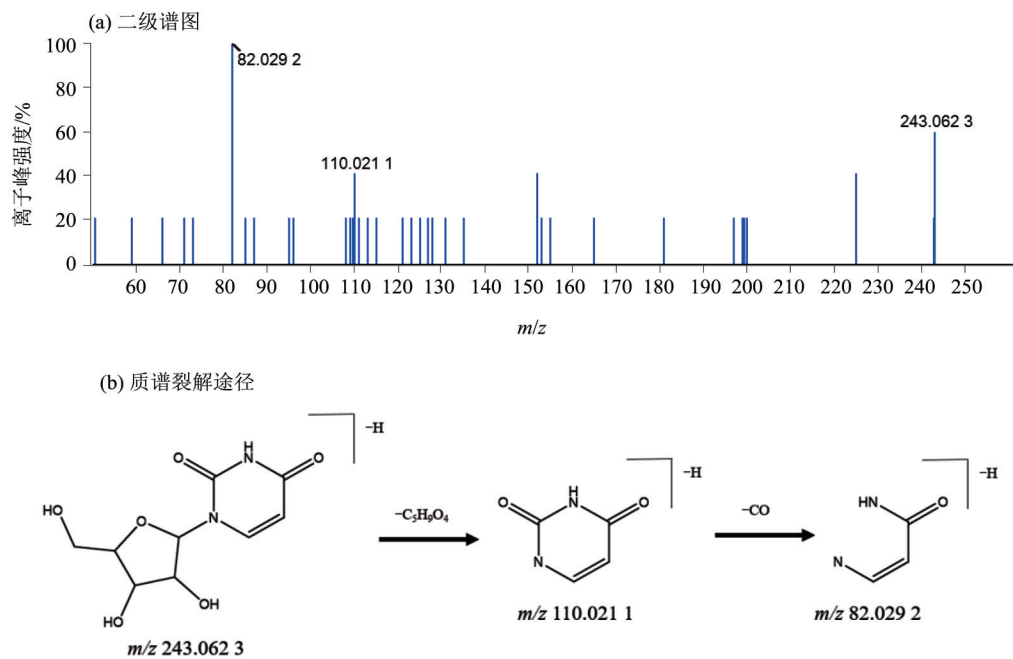 (a) 二级谱图
离子峰强度/%
100
80
60
40
20
0
82.029 2
110.021 1
243.062 3
60 70 80 90 100 110 120 130 140 150 160 170 180 190 200 210 220 230 240 250
m/z
(b) 质谱裂解途径
−H
O H N O
HO O N
HO OH
m/z 243.062 3
−C₅H₉O₄
−H
O H N O
N
m/z 110.021 1
−CO
−H
HN O
N
m/z 82.029 2